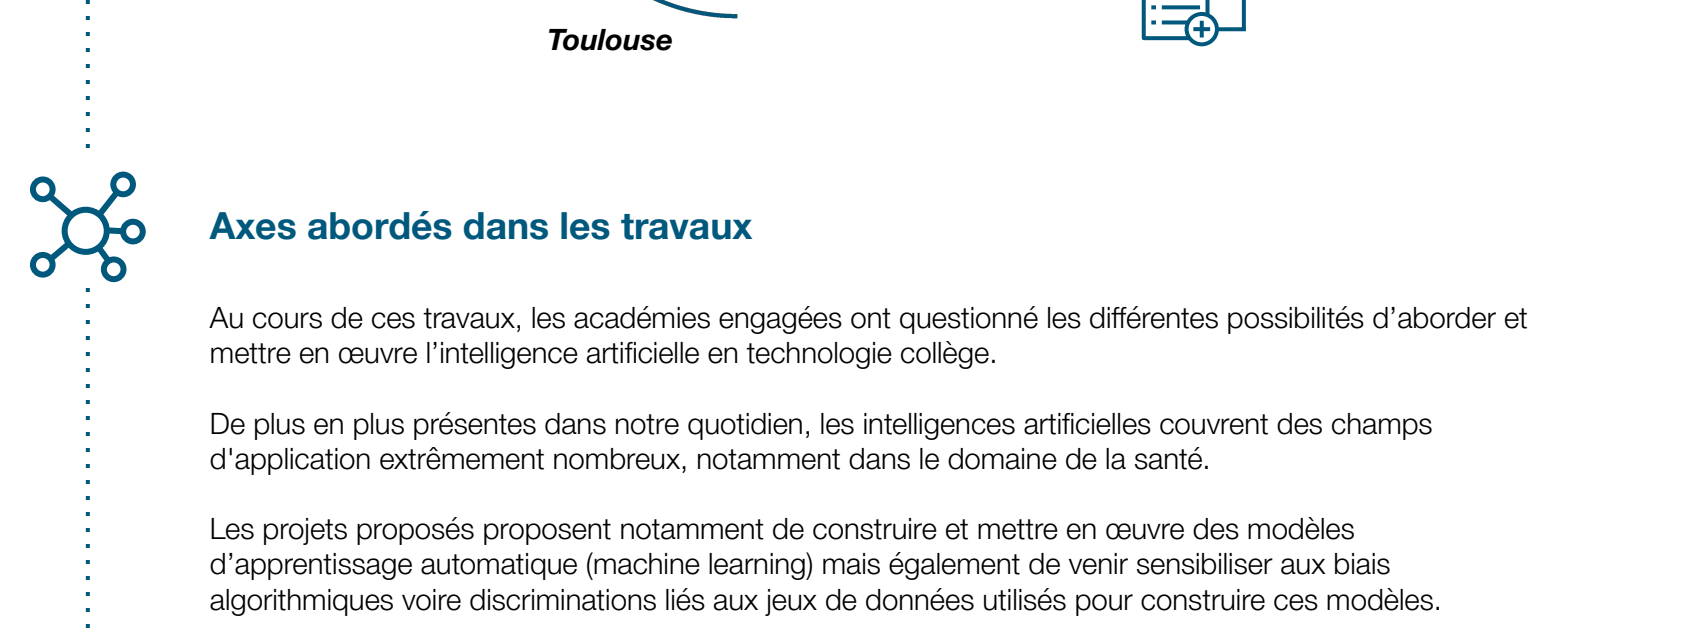 Toulouse
Axes abordés dans les travaux
Au cours de ces travaux, les académies engagées ont questionné les différentes possibilités d’aborder et
mettre en œuvre l’intelligence artificielle en technologie collège.
De plus en plus présentes dans notre quotidien, les intelligences artificielles couvrent des champs
d'application extrêmement nombreux, notamment dans le domaine de la santé.
Les projets proposés proposent notamment de construire et mettre en œuvre des modèles
d’apprentissage automatique (machine learning) mais également de venir sensibiliser aux biais
algorithmiques voire discriminations liés aux jeux de données utilisés pour construire ces modèles.